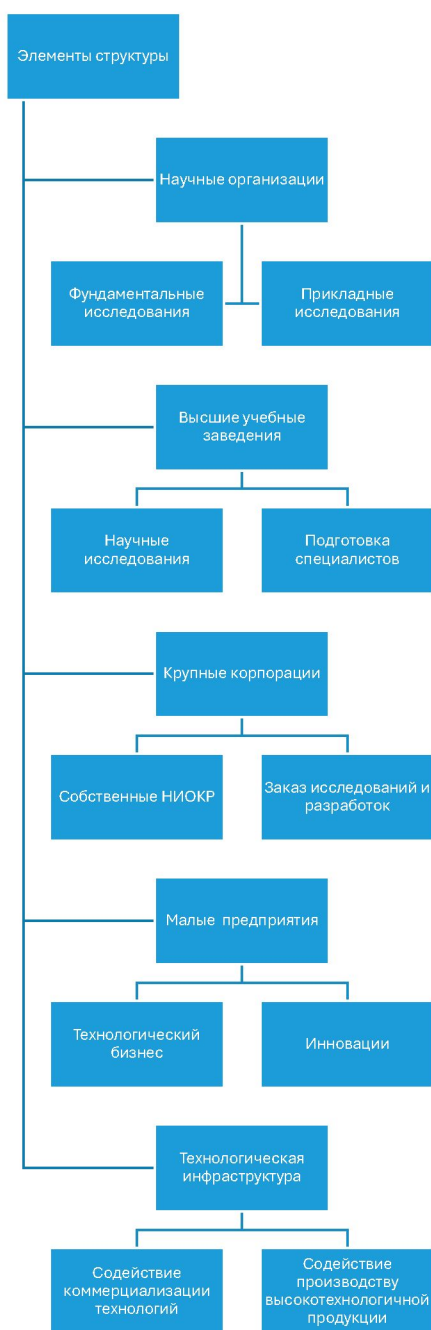 Элементы структуры
Научные организации
Фундаментальные
исследования
Прикладные
исследования
Высшие учебные
заведения
Научные
исследования
Подготовка
специалистов
Крупные корпорации
Собственные НИОКР
Заказ исследований и
разработок
Малые предприятия
Технологический
бизнес
Инновации
Технологическая
инфраструктура
Содействие
коммерциализации
технологий
Содействие
производству
высокотехнологичной
продукции